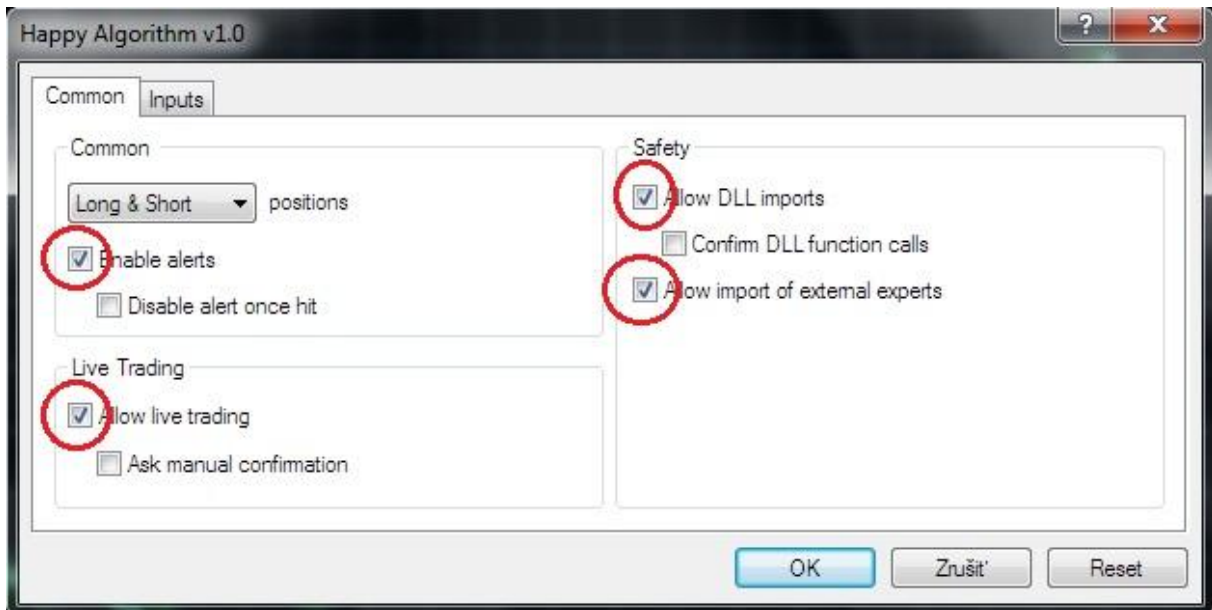 Happy Algorithm v1.0
?
X
Common
Inputs
Common
Long & Short positions
Enable alerts
Disable alert once hit
Live Trading
Allow live trading
Ask manual confirmation
Safety
Allow DLL imports
Confirm DLL function calls
Allow import of external experts
OK
Zrušiť
Reset